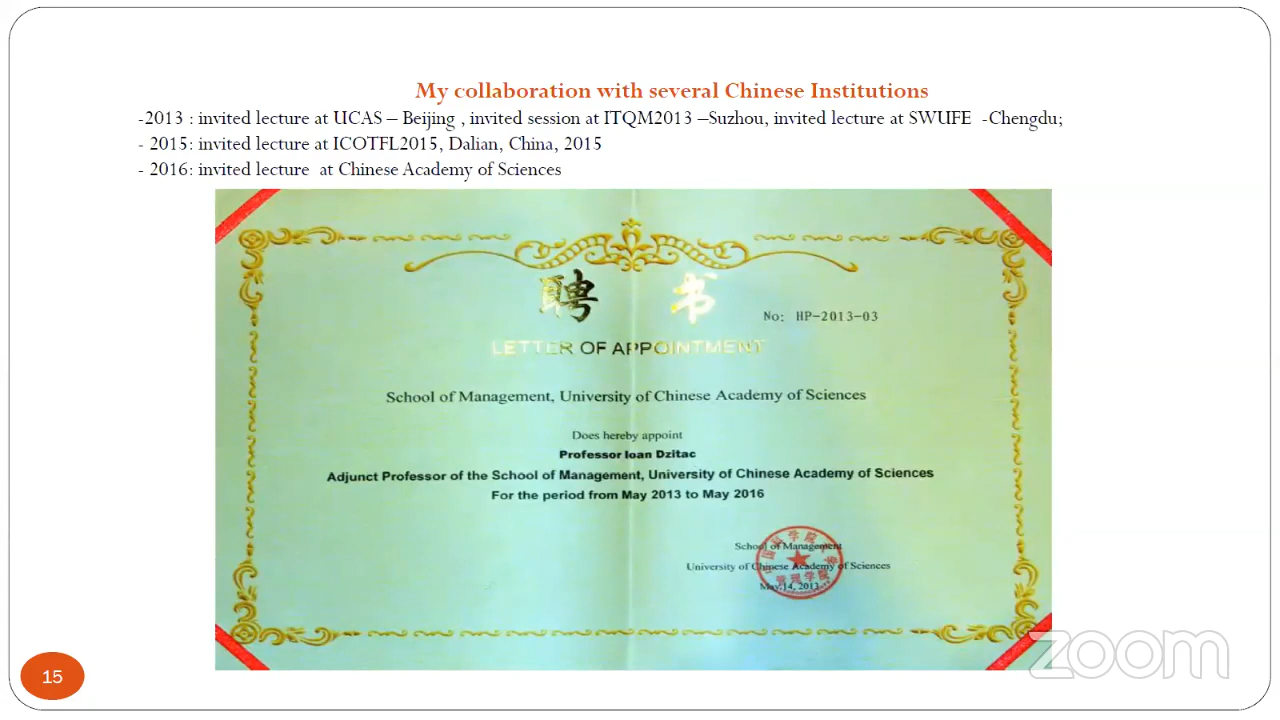 My collaboration with several Chinese Institutions
-2013 : invited lecture at UCAS – Beijing , invited session at ITQM2013 –Suzhou, invited lecture at SWUFE -Chengdu;
- 2015: invited lecture at ICOTFL2015, Dalian, China, 2015
- 2016: invited lecture at Chinese Academy of Sciences
聘 书
No: HP-2013-03
LETTER OF APPOINTMENT
School of Management, University of Chinese Academy of Sciences
Does hereby appoint
Professor Ioan Dzitac
Adjunct Professor of the School of Management, University of Chinese Academy of Sciences
For the period from May 2013 to May 2016
School of Management
University of Chinese Academy of Sciences
May 14, 2013
管理学院
zoom
15